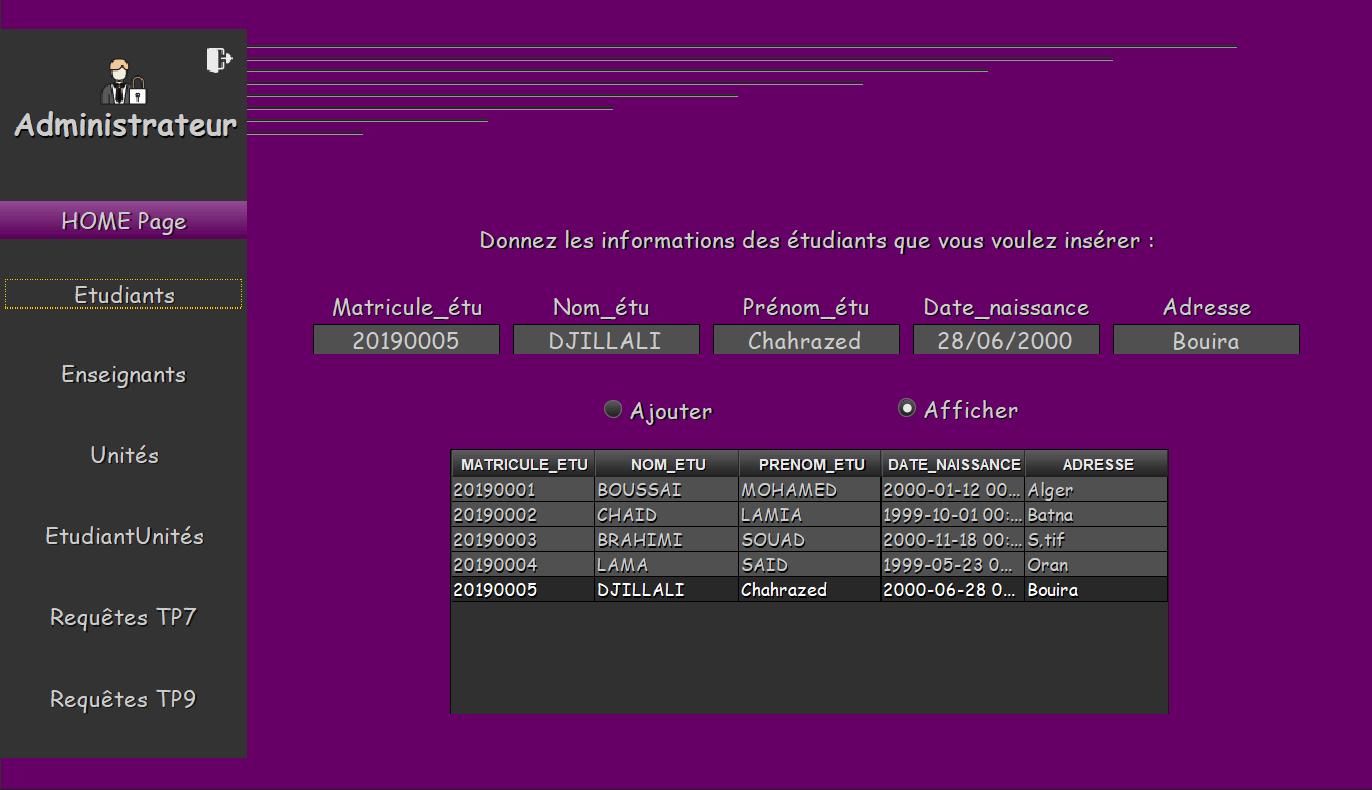 Administrateur
HOME Page
Etudiants
Enseignants
Unités
EtudiantUnités
Requêtes TP7
Requêtes TP9
Donnez les informations des étudiants que vous voulez insérer :
Matricule_étu Nom_étu Prénom_étu Date_naissance Adresse
20190005 DJILLALI Chahrazed 28/06/2000 Bouira
Ajouter Afficher
MATRICULE_ETU NOM_ETU PRENOM_ETU DATE_NAISSANCE ADRESSE
20190001 BOUSSAI MOHAMED 2000-01-12 00... Alger
20190002 CHAID LAMIA 1999-10-01 00:... Batna
20190003 BRAHIMI SOUAD 2000-11-18 00:... S,tif
20190004 LAMA SAID 1999-05-23 0... Oran
20190005 DJILLALI Chahrazed 2000-06-28 0... Bouira